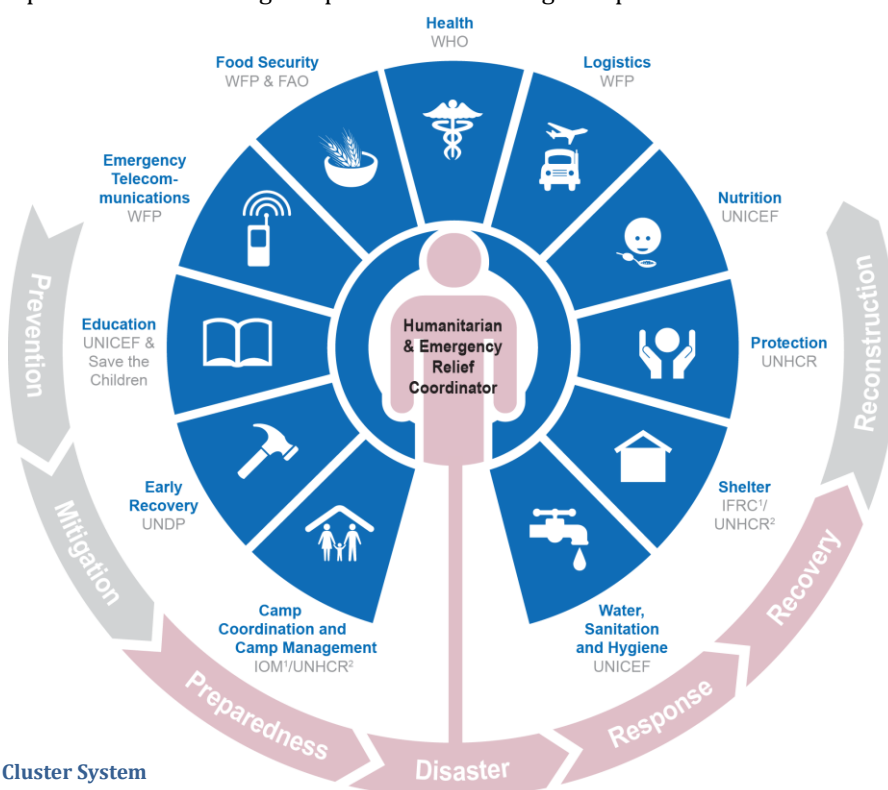 Health
WHO
Food Security
WFP & FAO
Logistics
WFP
Emergency
Telecom-
munications
WFP
Nutrition
UNICEF
Education
UNICEF &
Save the
Children
Protection
UNHCR
Humanitarian
& Emergency
Relief
Coordinator
Early
Recovery
UNDP
Shelter
IFRC¹/
UNHCR²
Camp
Coordination and
Camp Management
IOM¹/UNHCR²
Water,
Sanitation
and Hygiene
UNICEF
Prevention
Mitigation
Preparedness
Disaster
Response
Recovery
Reconstruction
Cluster System